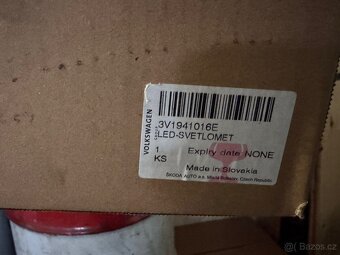 VOLKSWAGEN
3V1941016E
LED-SVETLOMET
1
KS
Expiry date NONE
Made in Slovakia
ŠKODA AUTO a.s. Mladá Boleslav, Czech Republic
Bazos.cz